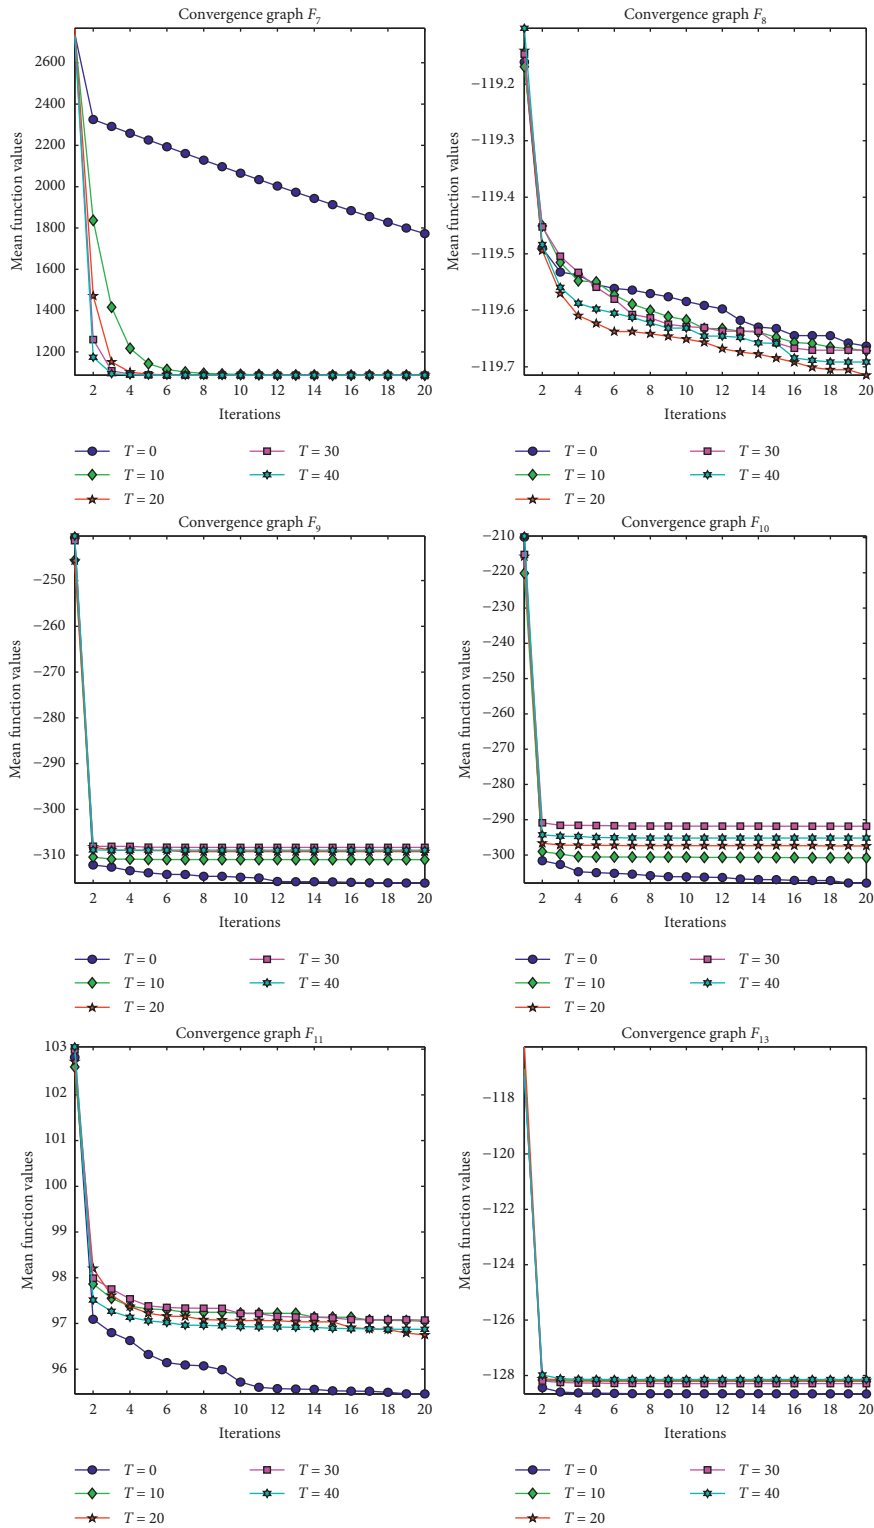 Convergence graph F7
Mean function values
2600
2400
2200
2000
1800
1600
1400
1200
2 4 6 8 10 12 14 16 18 20
Iterations
T = 0
T = 10
T = 20
T = 30
T = 40
Convergence graph F8
Mean function values
−119.2
−119.3
−119.4
−119.5
−119.6
−119.7
2 4 6 8 10 12 14 16 18 20
Iterations
T = 0
T = 10
T = 20
T = 30
T = 40
Convergence graph F9
Mean function values
−250
−260
−270
−280
−290
−300
−310
2 4 6 8 10 12 14 16 18 20
Iterations
T = 0
T = 10
T = 20
T = 30
T = 40
Convergence graph F10
Mean function values
−210
−220
−230
−240
−250
−260
−270
−280
−290
−300
2 4 6 8 10 12 14 16 18 20
Iterations
T = 0
T = 10
T = 20
T = 30
T = 40
Convergence graph F11
Mean function values
103
102
101
100
99
98
97
96
2 4 6 8 10 12 14 16 18 20
Iterations
T = 0
T = 10
T = 20
T = 30
T = 40
Convergence graph F13
Mean function values
−118
−120
−122
−124
−126
−128
2 4 6 8 10 12 14 16 18 20
Iterations
T = 0
T = 10
T = 20
T = 30
T = 40